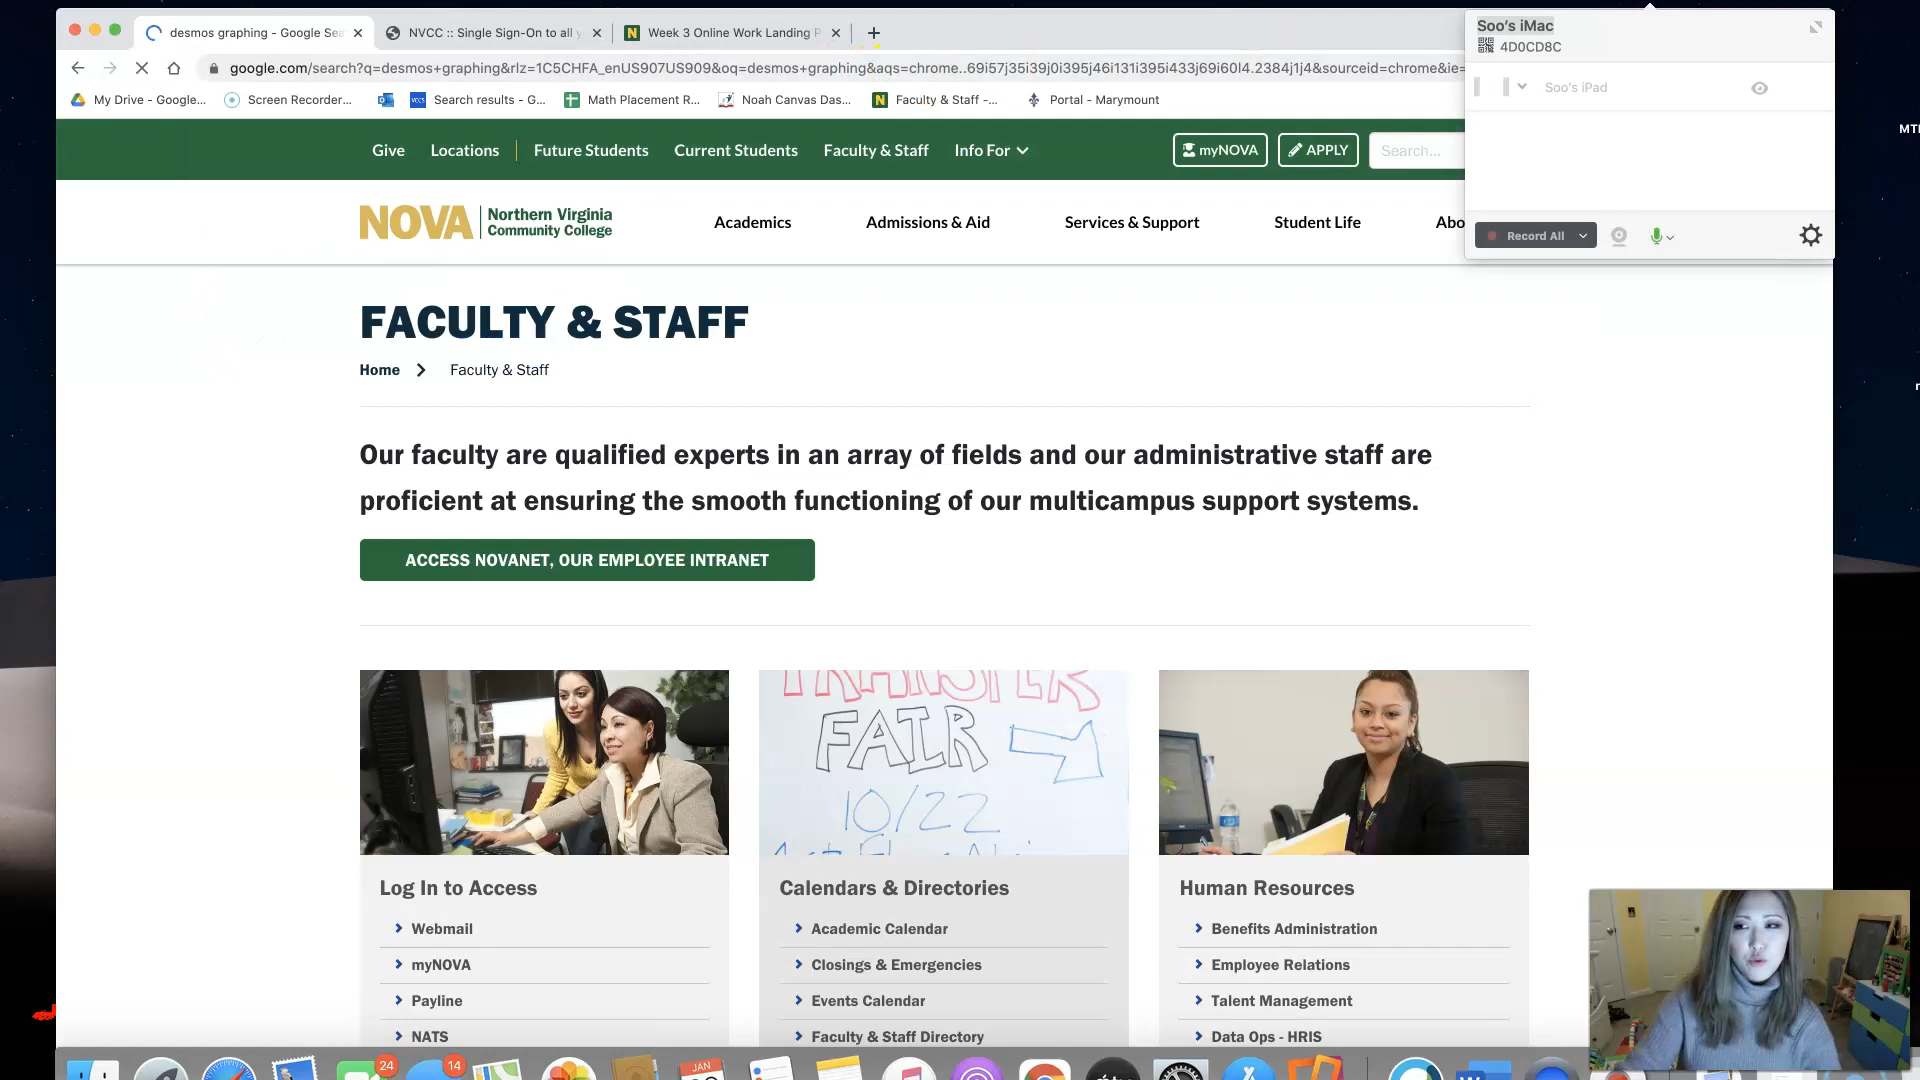 desmos graphing - Google Sea
NVCC :: Single Sign-On to all y
Week 3 Online Work Landing P
Soo's iMac
4D0CD8C
google.com/search?q=desmos+graphing&rlz=1C5CHFA_enUS907US909&oq=desmos+graphing&aqs=chrome..69i57j35i39j0i395j46i131i395i433j69i60l4.2384j1j4&sourceid=chrome&ie=
Soo's iPad
My Drive - Google...
Screen Recorder...
Search results - G...
Math Placement R...
Noah Canvas Das...
Faculty & Staff -...
Portal - Marymount
Give
Locations
Future Students
Current Students
Faculty & Staff
Info For
myNOVA
APPLY
Search...
NOVA
Northern Virginia
Community College
Academics
Admissions & Aid
Services & Support
Student Life
Abo
Record All
FACULTY & STAFF
Home
Faculty & Staff
Our faculty are qualified experts in an array of fields and our administrative staff are
proficient at ensuring the smooth functioning of our multicampus support systems.
ACCESS NOVANET, OUR EMPLOYEE INTRANET
TRANSFER
FAIR
10/22
Log In to Access
Webmail
myNOVA
Payline
NATS
Calendars & Directories
Academic Calendar
Closings & Emergencies
Events Calendar
Faculty & Staff Directory
Human Resources
Benefits Administration
Employee Relations
Talent Management
Data Ops - HRIS
24
14
JAN